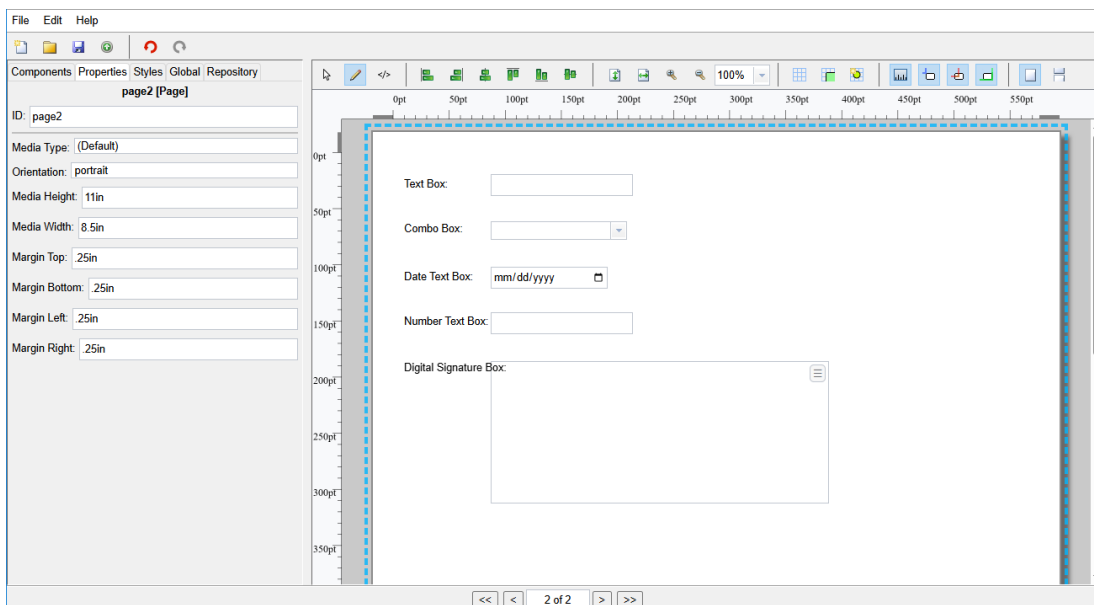 File Edit Help
</> 100%
Components Properties Styles Global Repository
page2 [Page]
ID: page2
Media Type: (Default)
Orientation: portrait
Media Height: 11in
Media Width: 8.5in
Margin Top: .25in
Margin Bottom: .25in
Margin Left: .25in
Margin Right: .25in
0pt 50pt 100pt 150pt 200pt 250pt 300pt 350pt 400pt 450pt 500pt 550pt
0pt
50pt
100pt
150pt
200pt
250pt
300pt
350pt
Text Box:
Combo Box:
Date Text Box: mm/dd/yyyy
Number Text Box:
Digital Signature Box:
<< < 2 of 2 > >>